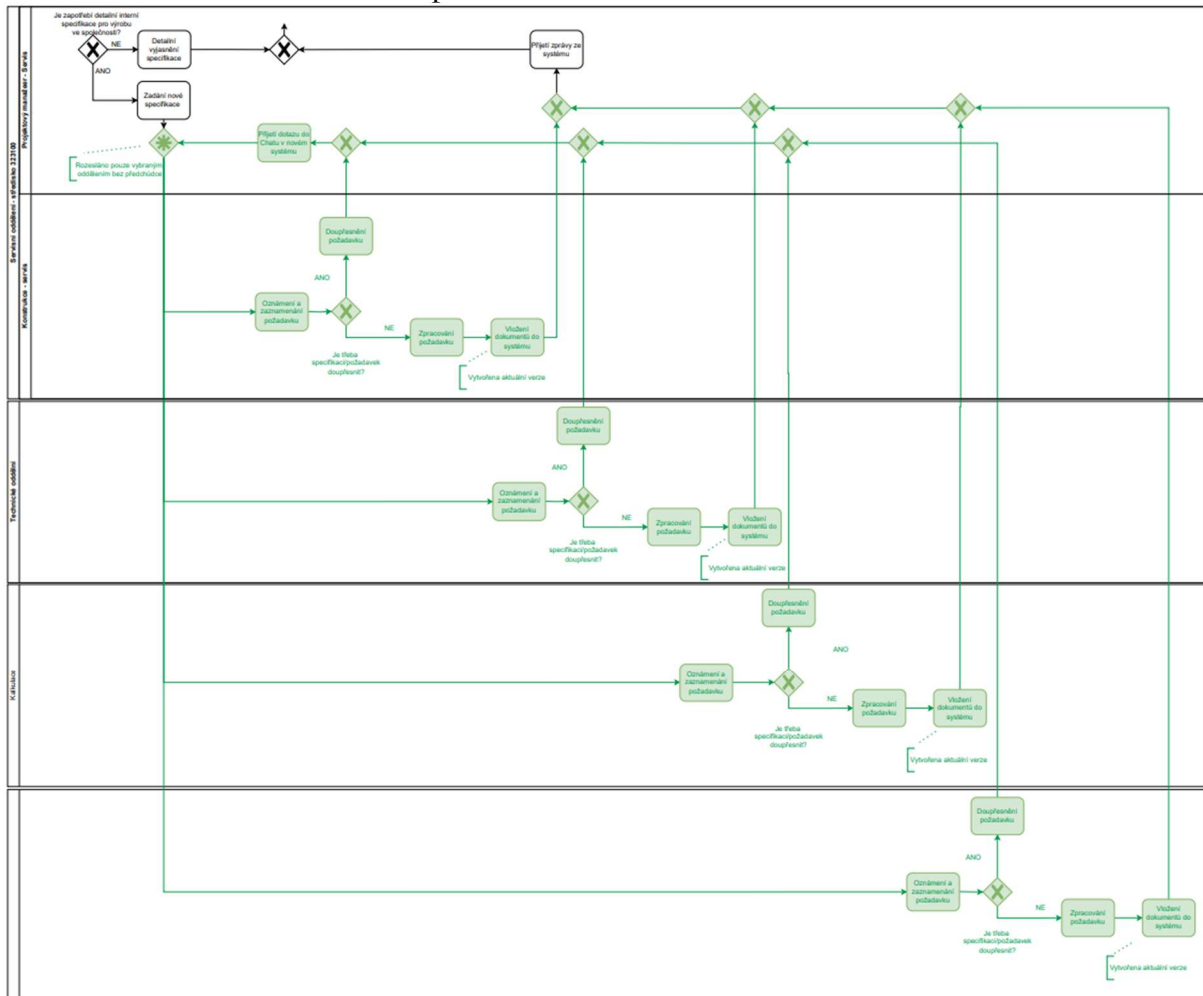 Je zapotřebí detailní interní
specifikace pro výrobu
ve společnosti?
NE
ANO
Detailní
vyjasnění
specifikace
Přijetí zprávy ze
systému
Zadání nové
specifikace
Přijetí dotazu do
Chatu v novém
systému
Rozesláno pouze vybraným
oddělením bez předchůdce
Servisní oddělení - středisko 323100
Projektový manažeer - Servis
Konstrukce - servis
Doupřesnění
požadavku
ANO
Oznámení a
zaznamenání
požadavku
NE
Zpracování
požadavku
Vložení
dokumentů do
systému
Je třeba
specifikaci/požadavek
doupřesnit?
Vytvořena aktuální verze
Technické oddělní
Doupřesnění
požadavku
ANO
Oznámení a
zaznamenání
požadavku
NE
Zpracování
požadavku
Vložení
dokumentů do
systému
Je třeba
specifikaci/požadavek
doupřesnit?
Vytvořena aktuální verze
Kalkulace
Doupřesnění
požadavku
ANO
Oznámení a
zaznamenání
požadavku
NE
Zpracování
požadavku
Vložení
dokumentů do
systému
Je třeba
specifikaci/požadavek
doupřesnit?
Vytvořena aktuální verze
Doupřesnění
požadavku
ANO
Oznámení a
zaznamenání
požadavku
NE
Zpracování
požadavku
Vložení
dokumentů do
systému
Je třeba
specifikaci/požadavek
doupřesnit?
Vytvořena aktuální verze